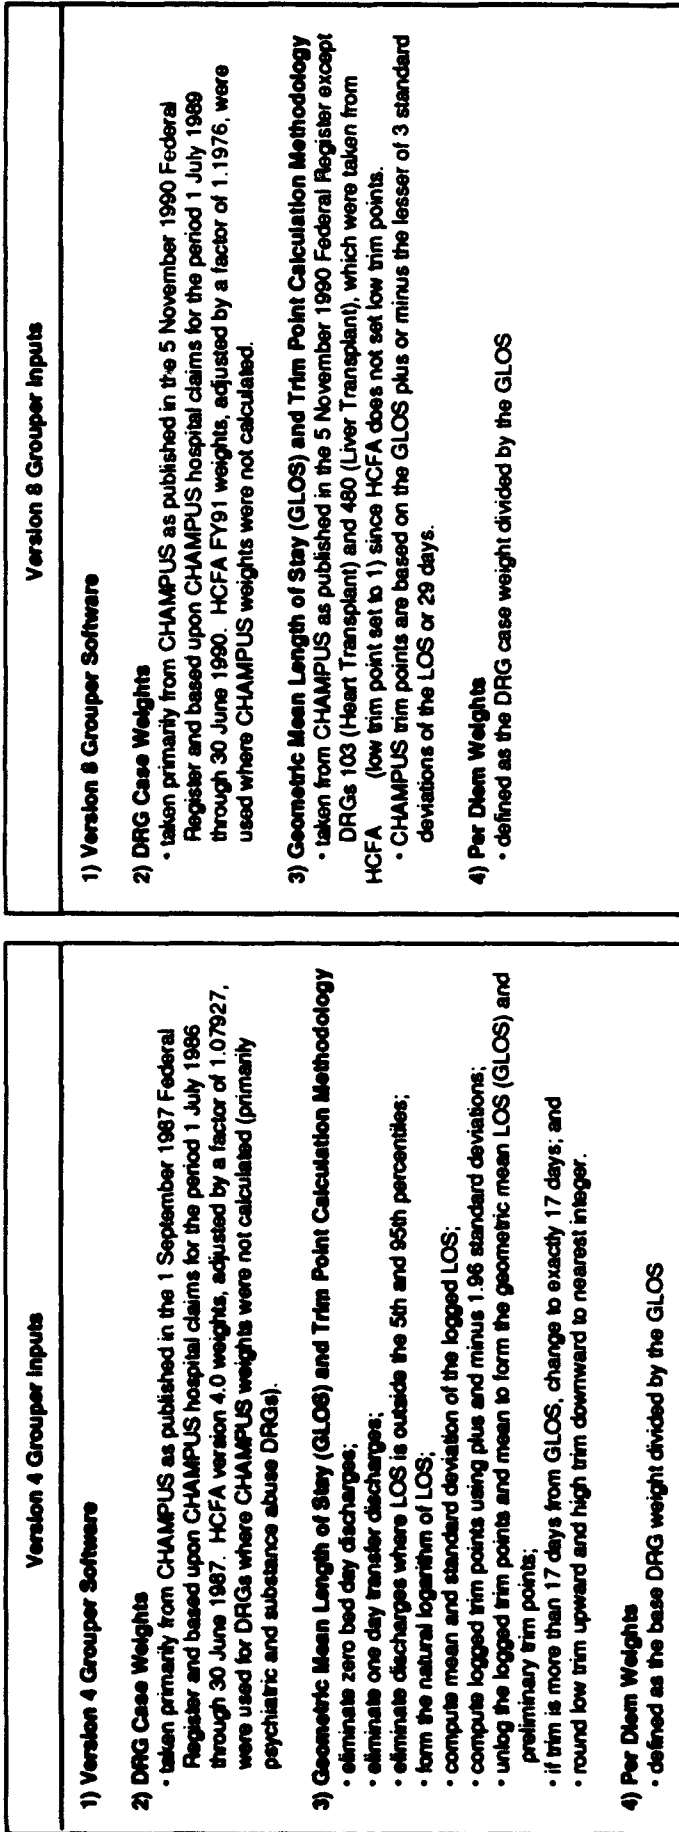 Version 4 Grouper Inputs
1) Version 4 Grouper Software
2) DRG Case Weights
• taken primarily from CHAMPUS as published in the 1 September 1987 Federal
Register and based upon CHAMPUS hospital claims for the period 1 July 1986
through 30 June 1987. HCFA version 4.0 weights, adjusted by a factor of 1.07927,
were used for DRGs where CHAMPUS weights were not calculated (primarily
psychiatric and substance abuse DRGs).
3) Geometric Mean Length of Stay (GLOS) and Trim Point Calculation Methodology
• eliminate zero bed day discharges;
• eliminate one day transfer discharges;
• eliminate discharges where LOS is outside the 5th and 95th percentiles;
• form the natural logarithm of LOS;
• compute mean and standard deviation of the logged LOS;
• compute logged trim points using plus and minus 1.96 standard deviations;
• unlog the logged trim points and mean to form the geometric mean LOS (GLOS) and
preliminary trim points;
• if trim is more than 17 days from GLOS, change to exactly 17 days; and
• round low trim upward and high trim downward to nearest integer.
4) Per Diem Weights
• defined as the base DRG weight divided by the GLOS
Version 8 Grouper Inputs
1) Version 8 Grouper Software
2) DRG Case Weights
• taken primarily from CHAMPUS as published in the 5 November 1990 Federal
Register and based upon CHAMPUS hospital claims for the period 1 July 1989
through 30 June 1990. HCFA FY91 weights, adjusted by a factor of 1.1976, were
used where CHAMPUS weights were not calculated.
3) Geometric Mean Length of Stay (GLOS) and Trim Point Calculation Methodology
• taken from CHAMPUS as published in the 5 November 1990 Federal Register except
DRGs 103 (Heart Transplant) and 480 (Liver Transplant), which were taken from
HCFA (low trim point set to 1) since HCFA does not set low trim points.
• CHAMPUS trim points are based on the GLOS plus or minus the lesser of 3 standard
deviations of the LOS or 29 days.
4) Per Diem Weights
• defined as the DRG case weight divided by the GLOS